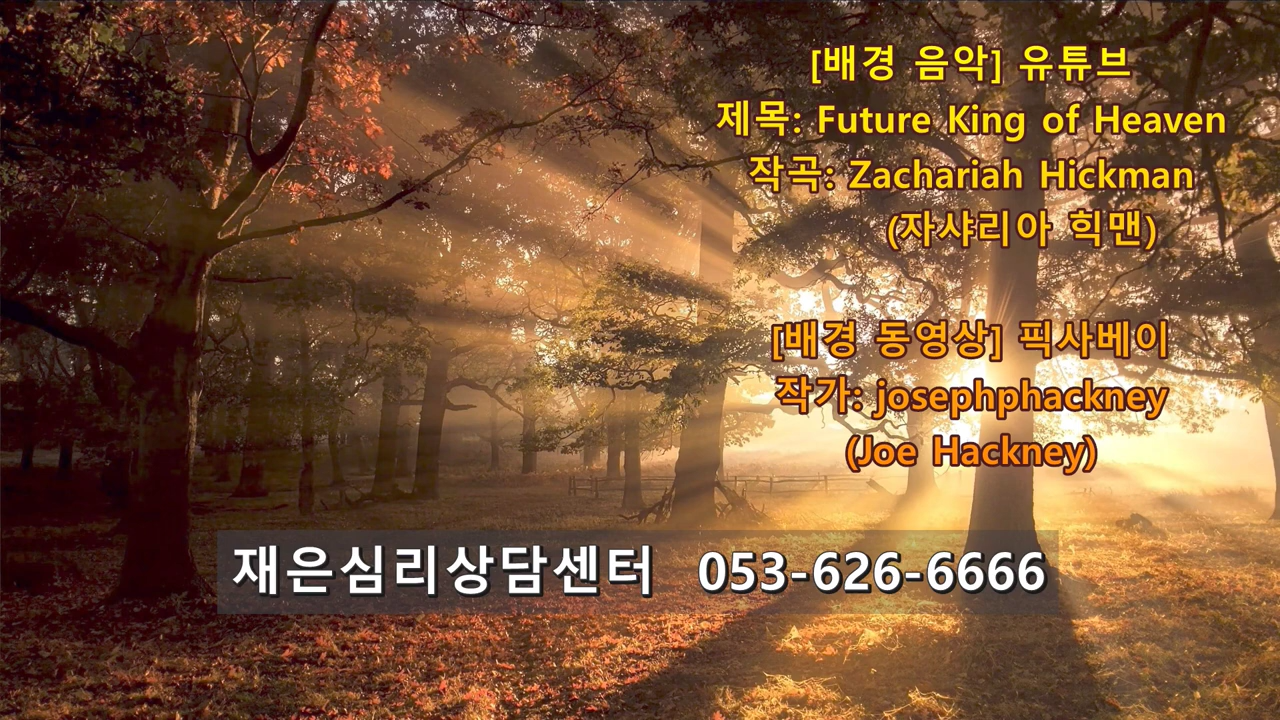 [배경 음악] 유튜브
제목: Future King of Heaven
작곡: Zachariah Hickman
(자샤리아 힉맨)
[배경 동영상] 픽사베이
작가: josephphackney
(Joe Hackney)
재은심리상담센터 053-626-6666